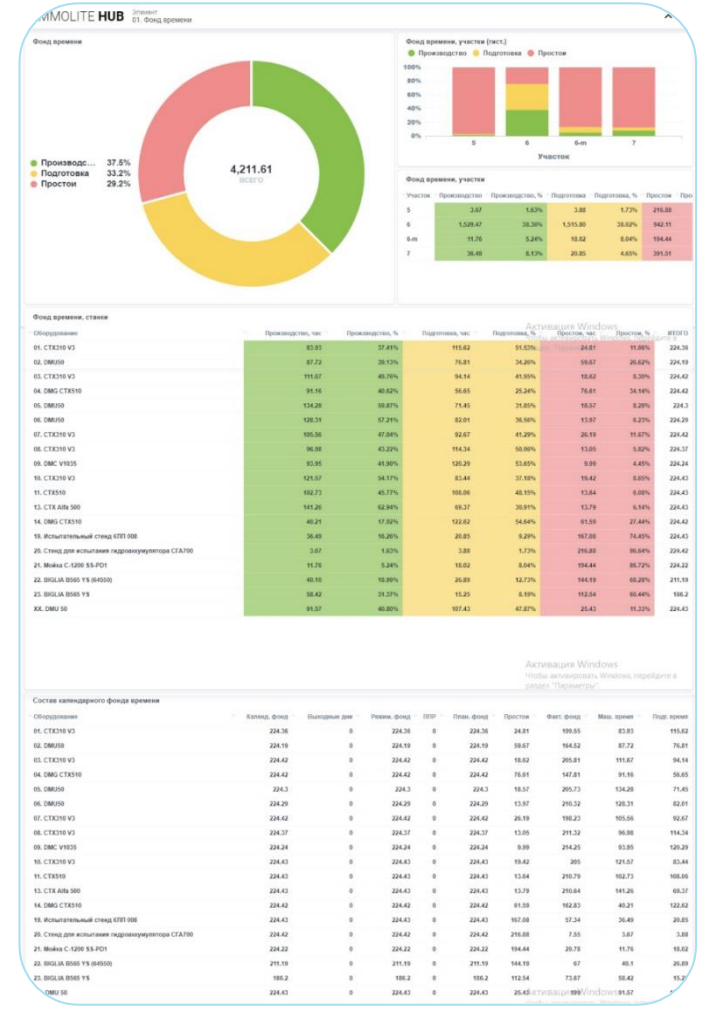 IMMOLITE HUB
Элемент
01. Фонд времени
Фонд времени
Производс... 37.5%
Подготовка 33.2%
Простои 29.2%
4,211.61
ВСЕГО
Фонд времени, участки (гист.)
Производство Подготовка Простои
100%
80%
60%
40%
20%
0%
5 6 6-m 7
Участок
Фонд времени, участки
Участок Производство Производство, % Подготовка Подготовка, % Простои Про
5 3.67 1.63% 3.88 1.73% 216.88
6 1,529.47 38.38% 1,515.80 38.02% 942.11
6-m 11.76 5.24% 18.02 8.04% 194.44
7 36.49 8.13% 20.85 4.65% 391.51
Фонд времени, станки
Оборудование Производство, час Производство, % Подготовка, час Подготовка, % Простои, час Простои, % ИТОГО
01. CTX310 V3 83.93 37.41% 115.62 51.53% 24.81 11.06% 224.36
02. DMU50 87.72 39.13% 76.81 34.26% 59.67 26.62% 224.19
03. CTX310 V3 111.67 49.76% 94.14 41.95% 18.62 8.30% 224.42
04. DMG CTX510 91.16 40.62% 56.65 25.24% 76.61 34.14% 224.42
05. DMU50 134.28 59.87% 71.45 31.85% 18.57 8.28% 224.3
06. DMU50 128.31 57.21% 82.01 36.56% 13.97 6.23% 224.29
07. CTX310 V3 105.56 47.04% 92.67 41.29% 26.19 11.67% 224.42
08. CTX310 V3 96.98 43.22% 114.34 50.96% 13.05 5.82% 224.37
09. DMC V1035 93.95 41.90% 120.29 53.65% 9.99 4.45% 224.24
10. CTX310 V3 121.57 54.17% 83.44 37.18% 19.42 8.65% 224.43
11. CTX510 102.73 45.77% 108.06 48.15% 13.64 6.08% 224.43
13. CTX Alfa 500 141.26 62.94% 69.37 30.91% 13.79 6.14% 224.43
14. DMG CTX510 40.21 17.92% 122.62 54.64% 61.59 27.44% 224.42
19. Испытательный стенд 6ПП 008 36.49 16.26% 20.85 9.29% 167.08 74.45% 224.43
20. Стенд для испытания гидроаккумулятора СГА700 3.67 1.63% 3.88 1.73% 216.88 96.64% 224.42
21. Мойка C-1200 SS-PD1 11.76 5.24% 18.02 8.04% 194.44 86.72% 224.22
22. BIGLIA B565 YS (64550) 40.10 18.99% 26.89 12.73% 144.19 68.28% 211.19
23. BIGLIA B565 YS 58.42 31.37% 15.25 8.19% 112.54 60.44% 186.2
XX. DMU 50 91.57 40.80% 107.43 47.87% 25.43 11.33% 224.43
Активация Windows
Активация Windows
Чтобы активировать Windows, перейдите в
раздел "Параметры".
Состав календарного фонда времени
Оборудование Календ. фонд Выходные дни Режим. фонд ППР План. фонд Простои Факт. фонд Маш. время Подг. время
01. CTX310 V3 224.36 0 224.36 0 224.36 24.81 199.55 83.93 115.62
02. DMU50 224.19 0 224.19 0 224.19 59.67 164.52 87.72 76.81
03. CTX310 V3 224.42 0 224.42 0 224.42 18.62 205.81 111.67 94.14
04. DMG CTX510 224.42 0 224.42 0 224.42 76.61 147.81 91.16 56.65
05. DMU50 224.3 0 224.3 0 224.3 18.57 205.73 134.28 71.45
06. DMU50 224.29 0 224.29 0 224.29 13.97 210.32 128.31 82.01
07. CTX310 V3 224.42 0 224.42 0 224.42 26.19 198.23 105.56 92.67
08. CTX310 V3 224.37 0 224.37 0 224.37 13.05 211.32 96.98 114.34
09. DMC V1035 224.24 0 224.24 0 224.24 9.99 214.25 93.95 120.29
10. CTX310 V3 224.43 0 224.43 0 224.43 19.42 205 121.57 83.44
11. CTX510 224.43 0 224.43 0 224.43 13.64 210.79 102.73 108.06
13. CTX Alfa 500 224.43 0 224.43 0 224.43 13.79 210.64 141.26 69.37
14. DMG CTX510 224.42 0 224.42 0 224.42 61.59 162.83 40.21 122.62
19. Испытательный стенд 6ПП 008 224.43 0 224.43 0 224.43 167.08 57.34 36.49 20.85
20. Стенд для испытания гидроаккумулятора СГА700 224.42 0 224.42 0 224.42 216.88 7.55 3.67 3.88
21. Мойка C-1200 SS-PD1 224.22 0 224.22 0 224.22 194.44 29.78 11.76 18.02
22. BIGLIA B565 YS (64550) 211.19 0 211.19 0 211.19 144.19 67 40.1 26.89
23. BIGLIA B565 YS 186.2 0 186.2 0 186.2 112.54 73.67 58.42 15.25
DMU 50 224.43 0 224.43 0 224.43 25.43 199 91.57
Активация Windows